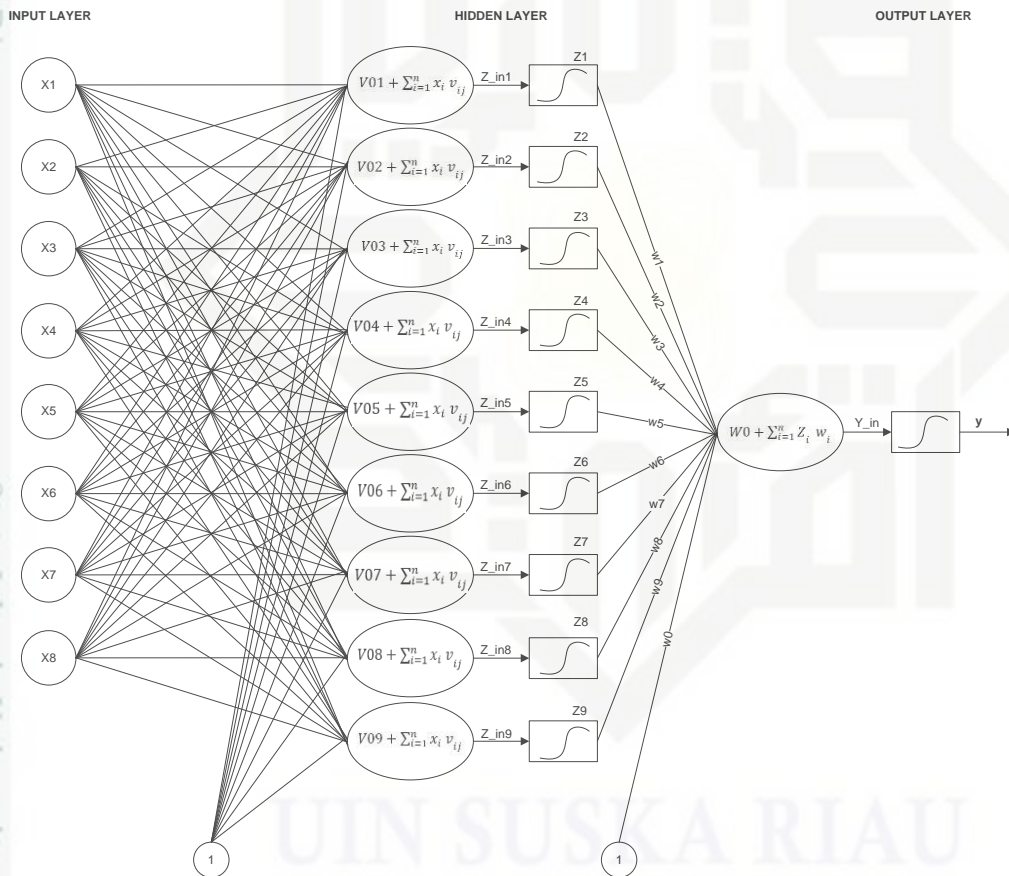 INPUT LAYER HIDDEN LAYER OUTPUT LAYER
Z1
X1 V01 + ∑ⁿᵢ₌₁ xᵢ vᵢⱼ Z_in1
Z2
X2 V02 + ∑ⁿᵢ₌₁ xᵢ vᵢⱼ Z_in2
Z3
X3 V03 + ∑ⁿᵢ₌₁ xᵢ vᵢⱼ Z_in3
w1
w2
Z4
X4 V04 + ∑ⁿᵢ₌₁ xᵢ vᵢⱼ Z_in4
w3
w4
Z5
X5 V05 + ∑ⁿᵢ₌₁ xᵢ vᵢⱼ Z_in5
w5
W0 + ∑ⁿᵢ₌₁ Zᵢ wᵢ Y_in y
Z6
w6
X6 V06 + ∑ⁿᵢ₌₁ xᵢ vᵢⱼ Z_in6
w7
Z7
w8
X7 V07 + ∑ⁿᵢ₌₁ xᵢ vᵢⱼ Z_in7
w9
Z8
w0
X8 V08 + ∑ⁿᵢ₌₁ xᵢ vᵢⱼ Z_in8
Z9
V09 + ∑ⁿᵢ₌₁ xᵢ vᵢⱼ Z_in9
UIN SUSKA RIAU
1 1